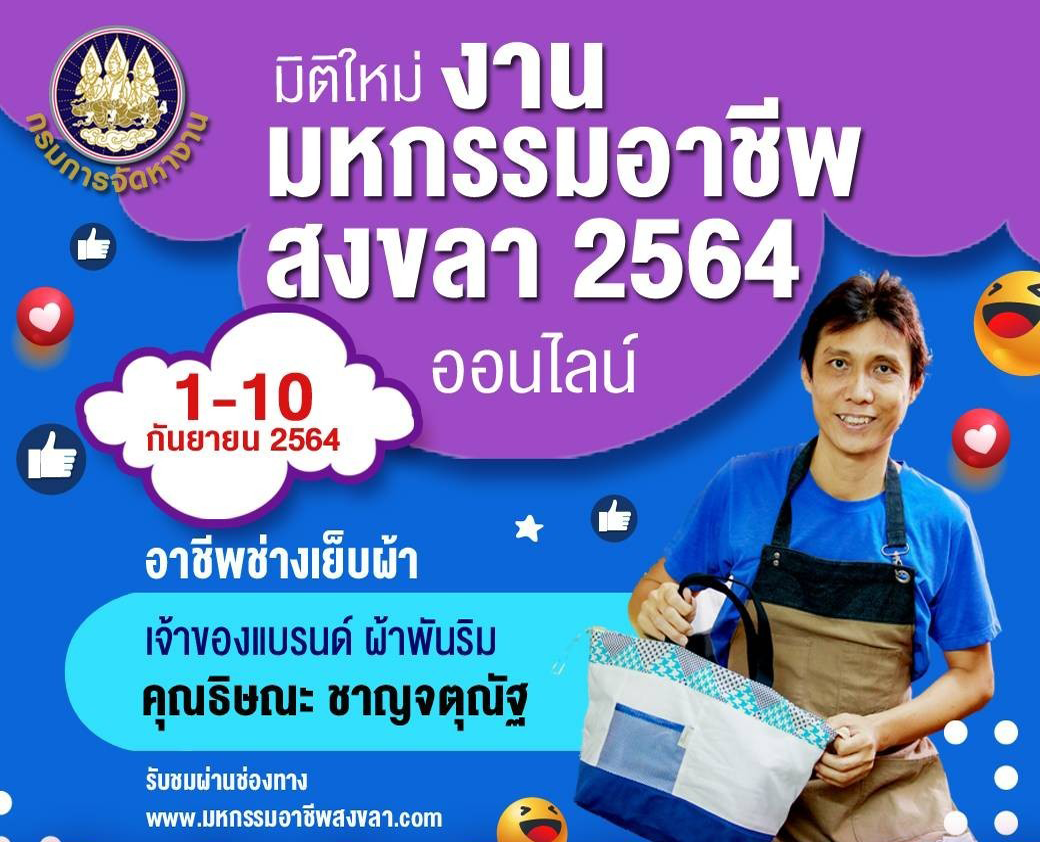 กรมการจัดหางาน
มิติใหม่ งาน
มหกรรมอาชีพ
สงขลา 2564
ออนไลน์
1-10
กันยายน 2564
อาชีพช่างเย็บผ้า
เจ้าของแบรนด์ ผ้าพันริม
คุณธิษณะ ชาญจตุณัฐ
รับชมผ่านช่องทาง
www.มหกรรมอาชีพสงขลา.com